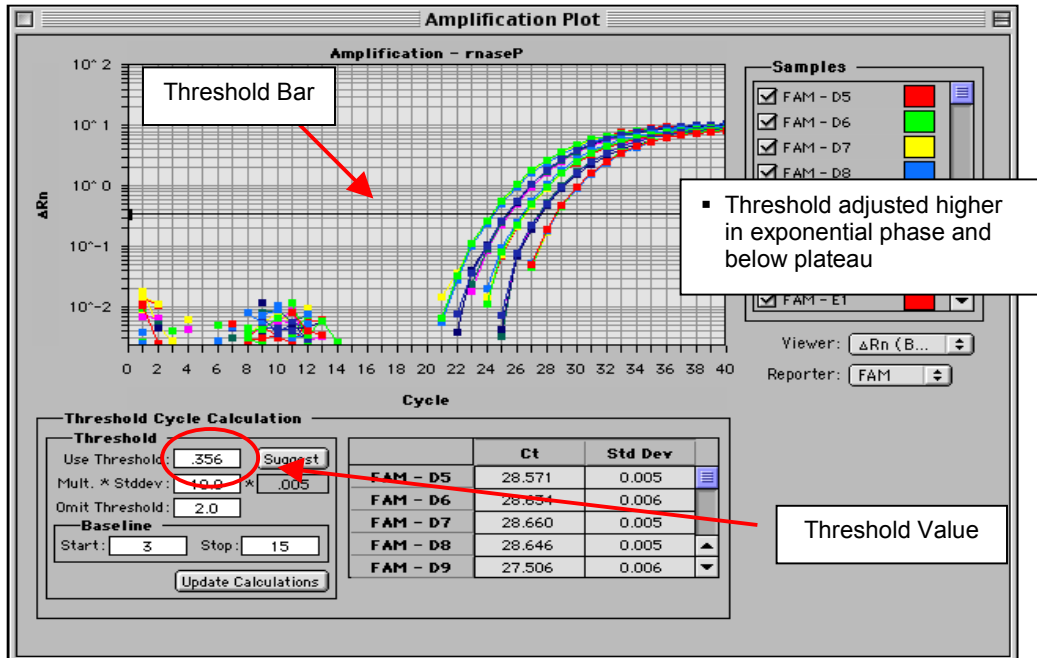 Amplification Plot
Amplification - rnaseP
10^ 2
10^ 1
10^ 0
10^-1
10^-2
ΔRn
Threshold Bar
0 2 4 6 8 10 12 14 16 18 20 22 24 26 28 30 32 34 36 38 40
Cycle
Samples
FAM - D5
FAM - D6
FAM - D7
FAM - D8
▪ Threshold adjusted higher
in exponential phase and
below plateau
FAM - E1
Viewer: ΔRn (B...
Reporter: FAM
Threshold Cycle Calculation
Threshold
Use Threshold: .356 Suggest
Mult. * Stddev: 10.0 * .005
Omit Threshold: 2.0
Baseline
Start: 3 Stop: 15
Update Calculations
Ct Std Dev
FAM - D5 28.571 0.005
FAM - D6 28.634 0.006
FAM - D7 28.660 0.005
FAM - D8 28.646 0.005
FAM - D9 27.506 0.006
Threshold Value